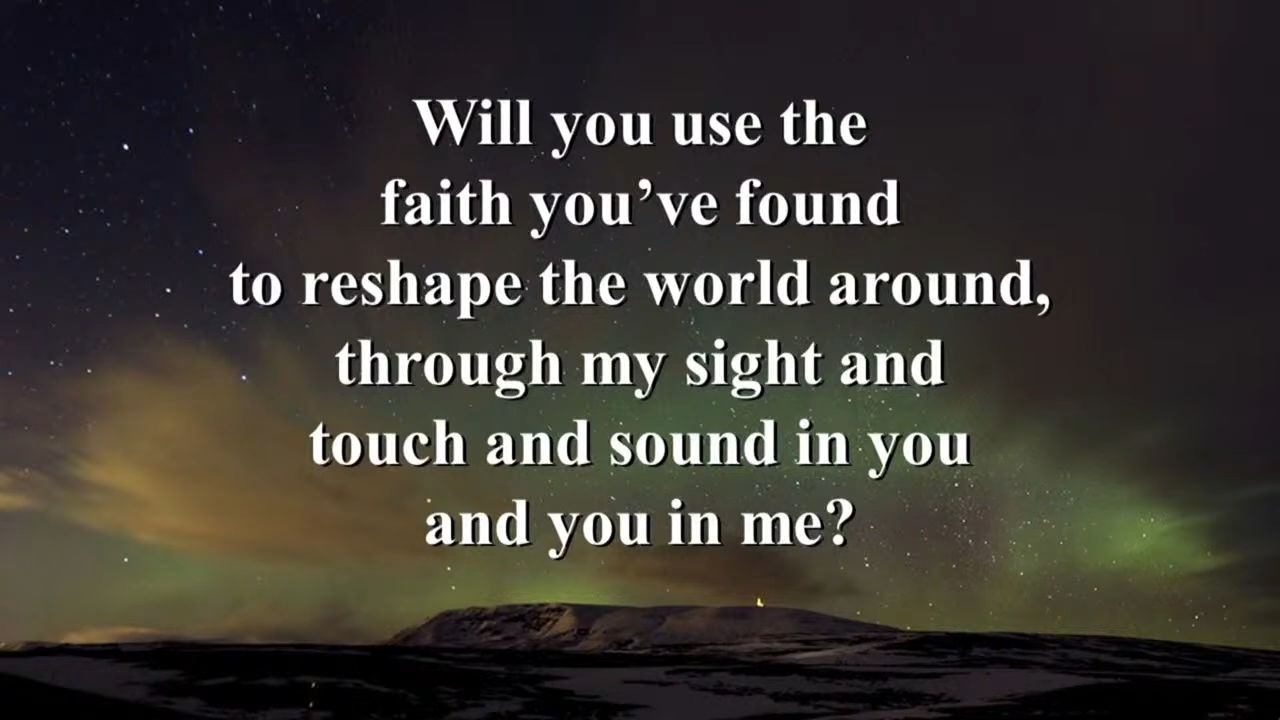 Will you use the
faith you’ve found
to reshape the world around,
through my sight and
touch and sound in you
and you in me?